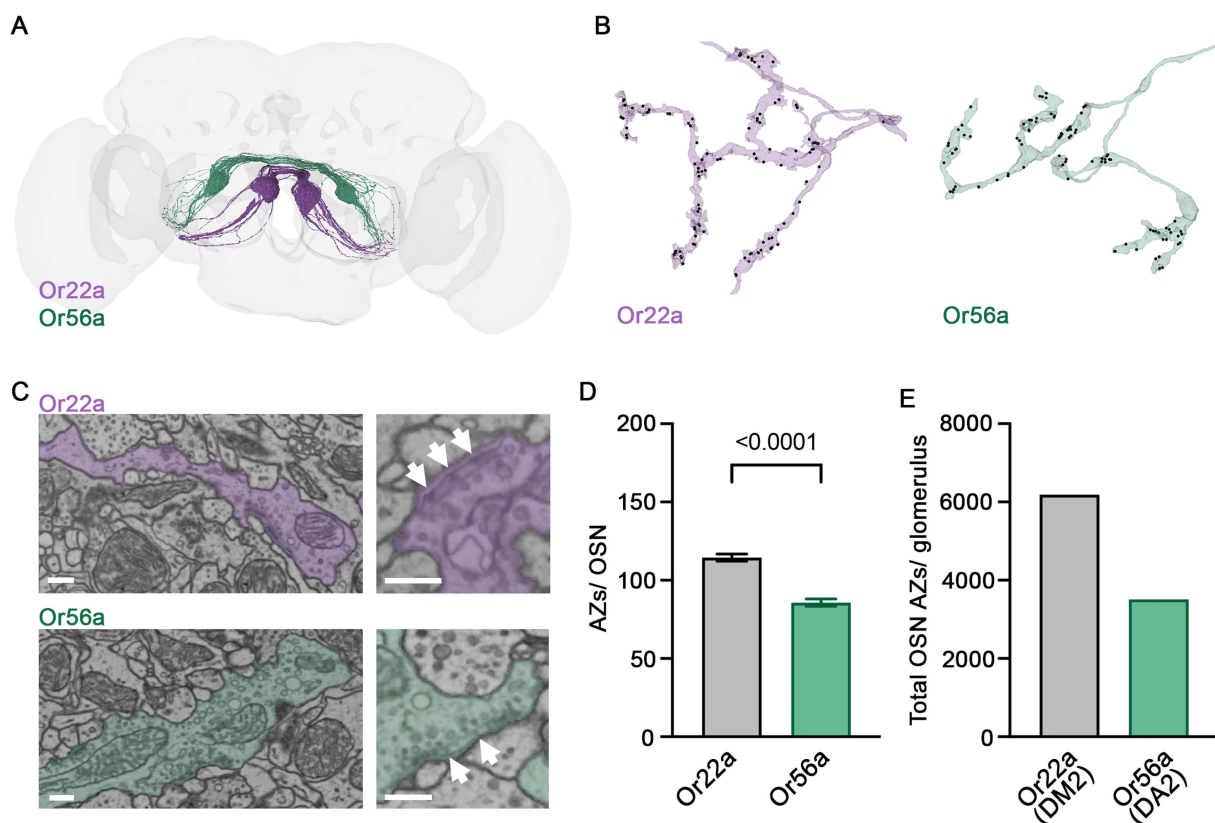 A
Or22a
Or56a
B
Or22a
Or56a
C
Or22a
Or56a
D
200
150
100
50
0
AZs/ OSN
<0.0001
Or22a
Or56a
E
8000
6000
4000
2000
0
Total OSN AZs/ glomerulus
Or22a
(DM2)
Or56a
(DA2)